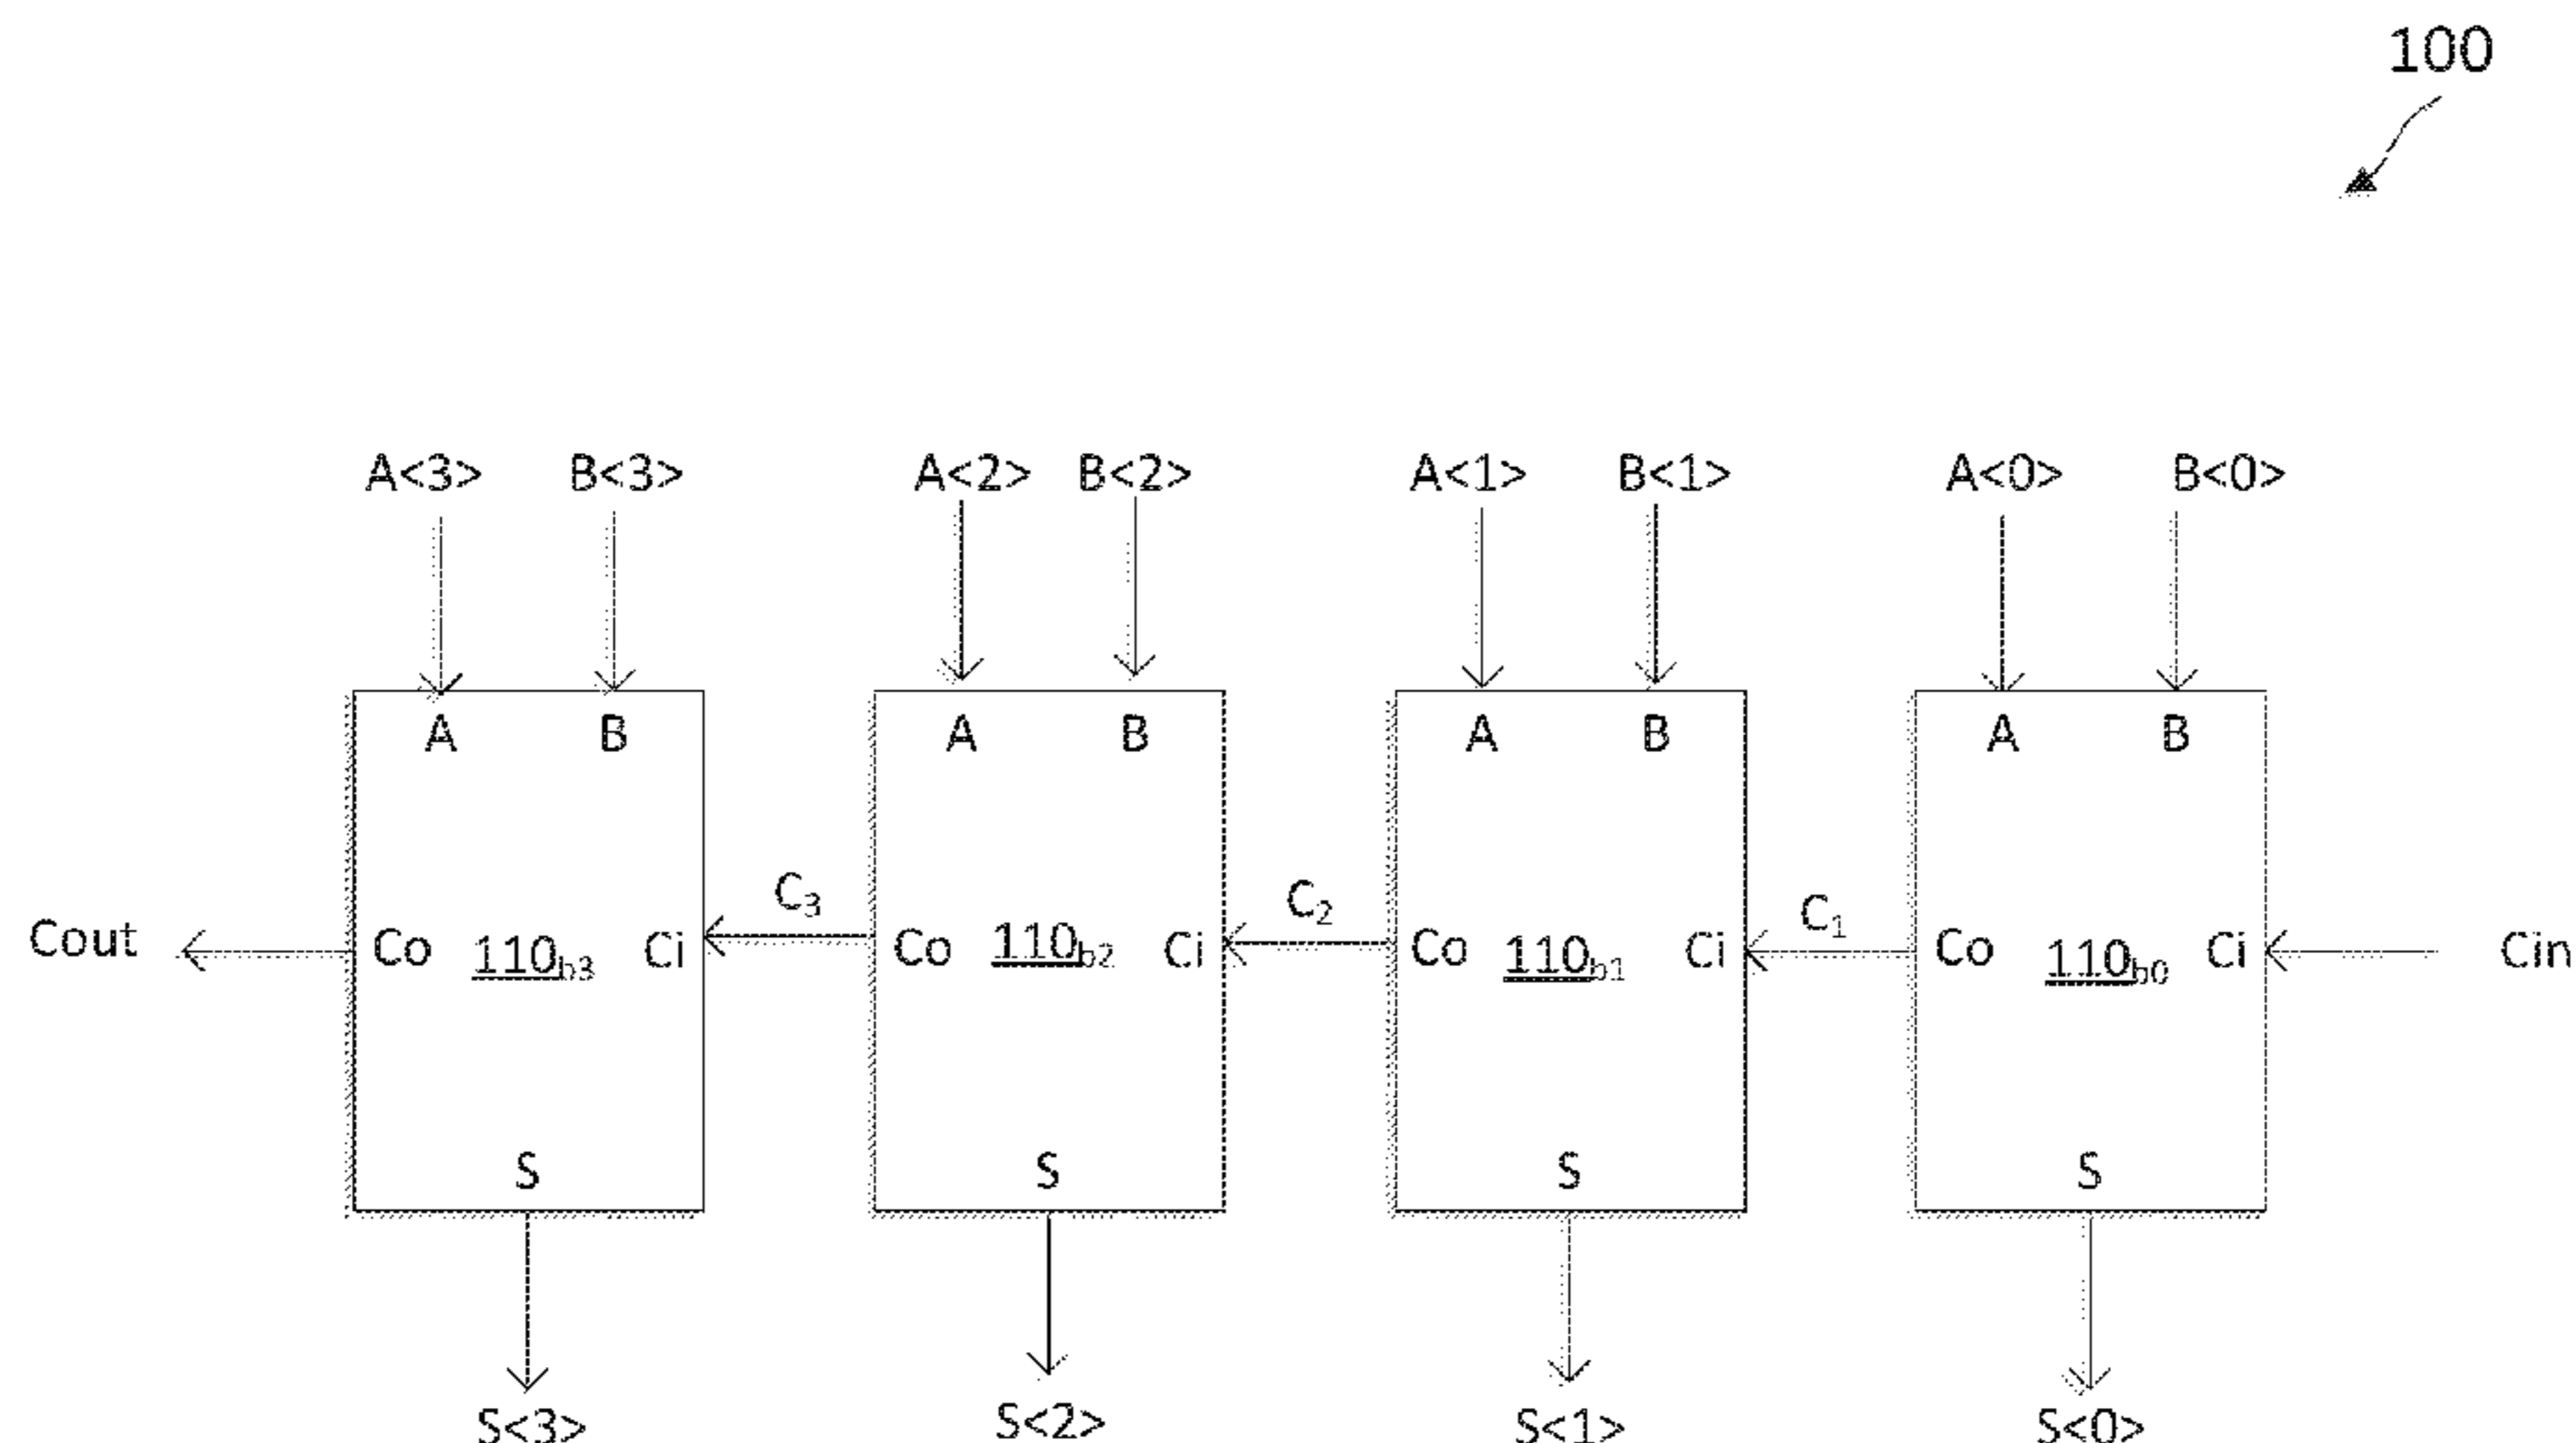 100
A<3> B<3> A<2> B<2> A<1> B<1> A<0> B<0>
A B A B A B A B
C₃ C₂ C₁
Cout Co 110b3 Ci Co 110b2 Ci Co 110b1 Ci Co 110b0 Ci Cin
S S S S
S<3> S<2> S<1> S<0>